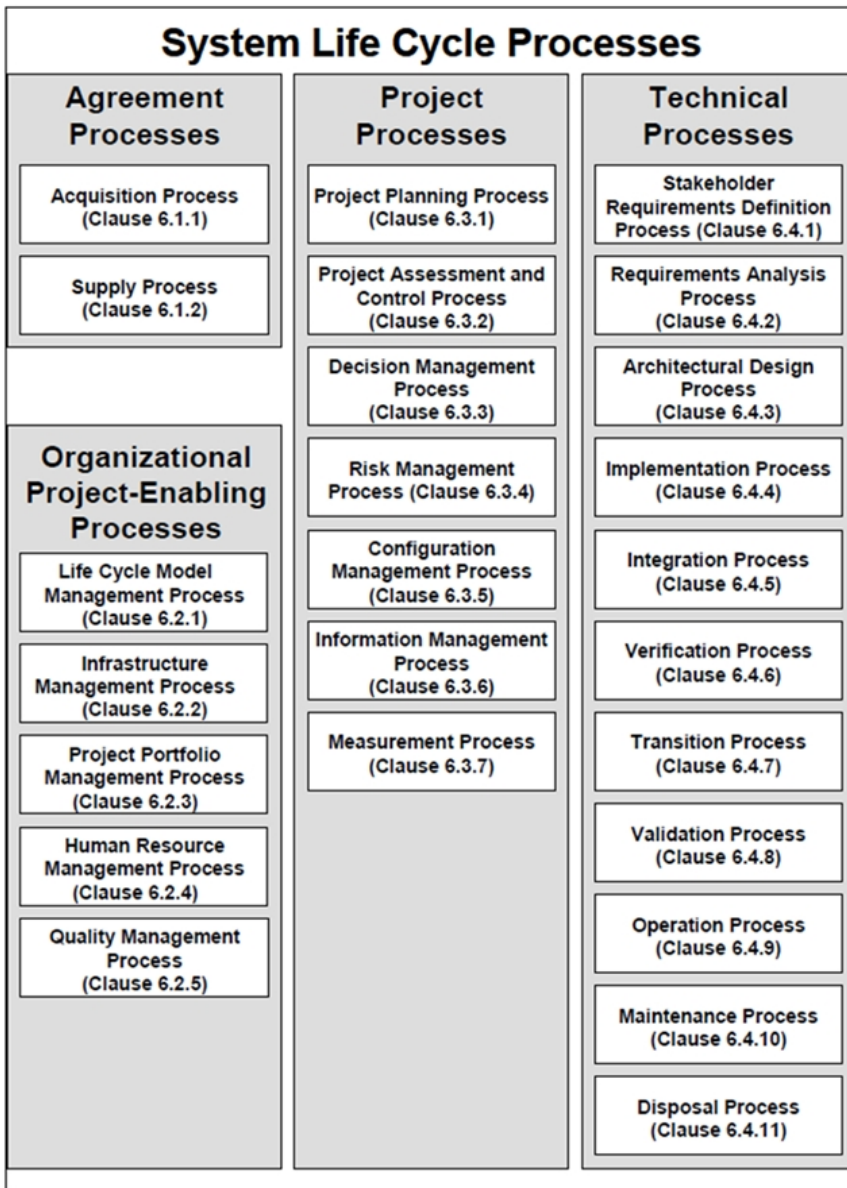 System Life Cycle Processes
Agreement
Processes
Acquisition Process
(Clause 6.1.1)
Supply Process
(Clause 6.1.2)
Organizational
Project-Enabling
Processes
Life Cycle Model
Management Process
(Clause 6.2.1)
Infrastructure
Management Process
(Clause 6.2.2)
Project Portfolio
Management Process
(Clause 6.2.3)
Human Resource
Management Process
(Clause 6.2.4)
Quality Management
Process
(Clause 6.2.5)
Project
Processes
Project Planning Process
(Clause 6.3.1)
Project Assessment and
Control Process
(Clause 6.3.2)
Decision Management
Process
(Clause 6.3.3)
Risk Management
Process (Clause 6.3.4)
Configuration
Management Process
(Clause 6.3.5)
Information Management
Process
(Clause 6.3.6)
Measurement Process
(Clause 6.3.7)
Technical
Processes
Stakeholder
Requirements Definition
Process (Clause 6.4.1)
Requirements Analysis
Process
(Clause 6.4.2)
Architectural Design
Process
(Clause 6.4.3)
Implementation Process
(Clause 6.4.4)
Integration Process
(Clause 6.4.5)
Verification Process
(Clause 6.4.6)
Transition Process
(Clause 6.4.7)
Validation Process
(Clause 6.4.8)
Operation Process
(Clause 6.4.9)
Maintenance Process
(Clause 6.4.10)
Disposal Process
(Clause 6.4.11)